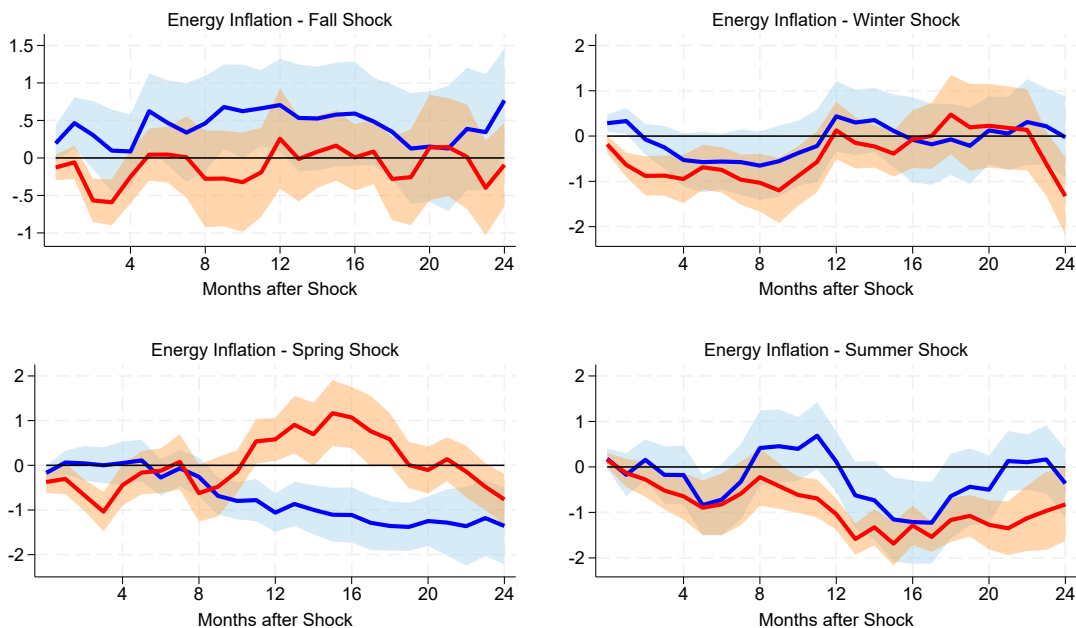 Energy Inflation - Fall Shock
1.5
1
.5
0
-.5
-1
4 8 12 16 20 24
Months after Shock
Energy Inflation - Winter Shock
2
1
0
-1
-2
4 8 12 16 20 24
Months after Shock
Energy Inflation - Spring Shock
2
1
0
-1
-2
4 8 12 16 20 24
Months after Shock
Energy Inflation - Summer Shock
2
1
0
-1
-2
4 8 12 16 20 24
Months after Shock